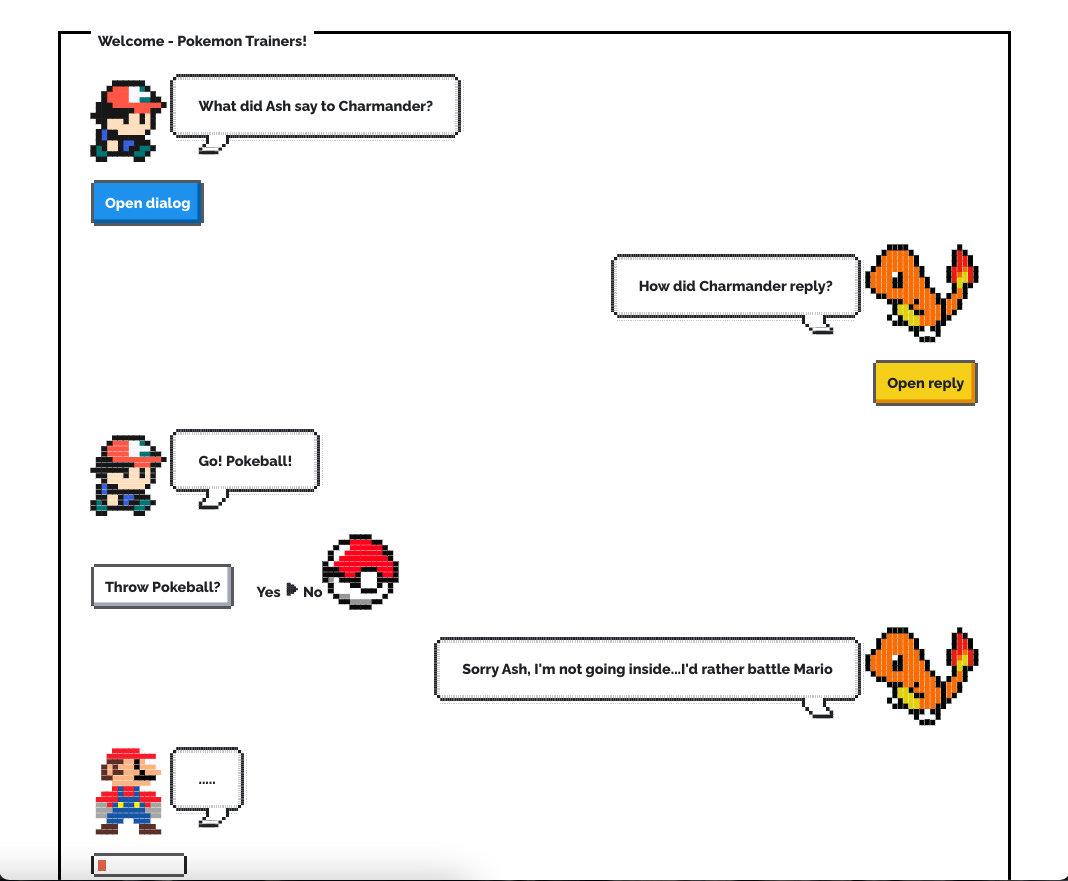 Welcome - Pokemon Trainers!
What did Ash say to Charmander?
Open dialog
How did Charmander reply?
Open reply
Go! Pokeball!
Throw Pokeball?
Yes No
Sorry Ash, I'm not going inside...I'd rather battle Mario
.....